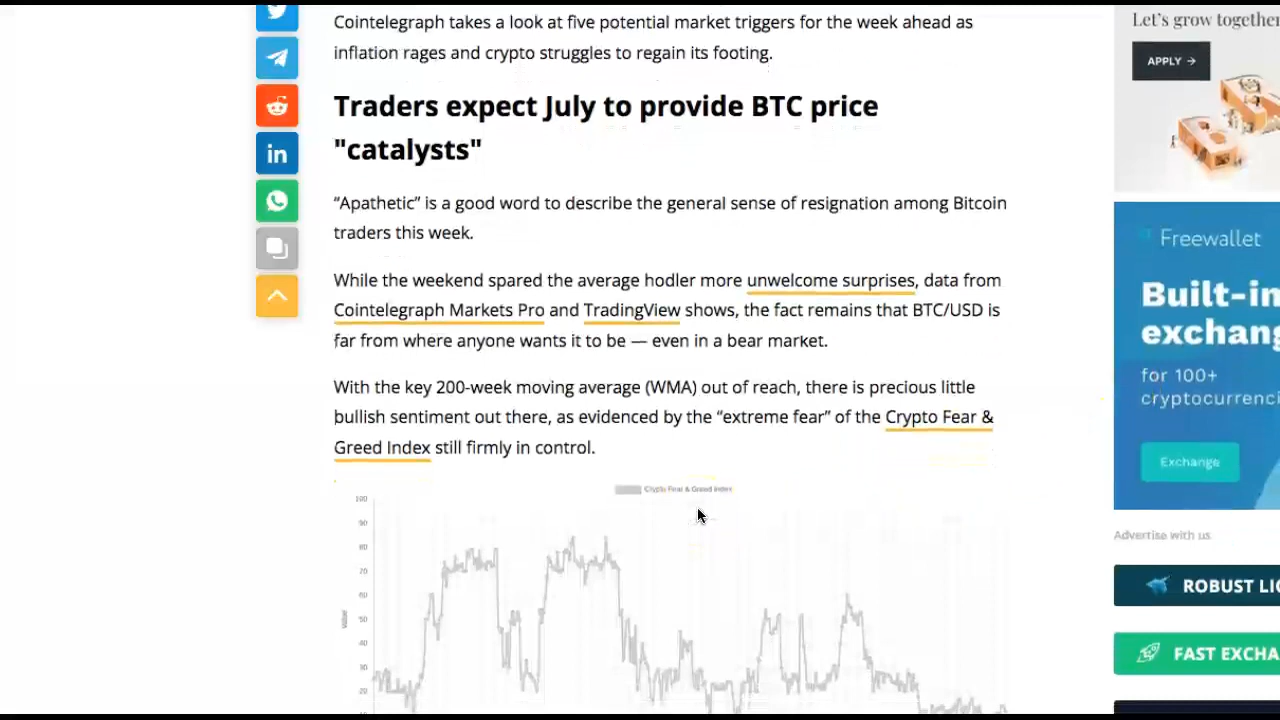 Cointelegraph takes a look at five potential market triggers for the week ahead as
inflation rages and crypto struggles to regain its footing.
Traders expect July to provide BTC price
"catalysts"
“Apathetic” is a good word to describe the general sense of resignation among Bitcoin
traders this week.
While the weekend spared the average hodler more unwelcome surprises, data from
Cointelegraph Markets Pro and TradingView shows, the fact remains that BTC/USD is
far from where anyone wants it to be — even in a bear market.
With the key 200-week moving average (WMA) out of reach, there is precious little
bullish sentiment out there, as evidenced by the “extreme fear” of the Crypto Fear &
Greed Index still firmly in control.
Crypto Fear & Greed Index
100
90
80
70
60
50
40
30
20
Value
in
Let's grow together
APPLY →
Freewallet
Built-in
exchang
for 100+
cryptocurrenci
Exchange
Advertise with us
ROBUST LI
FAST EXCHA